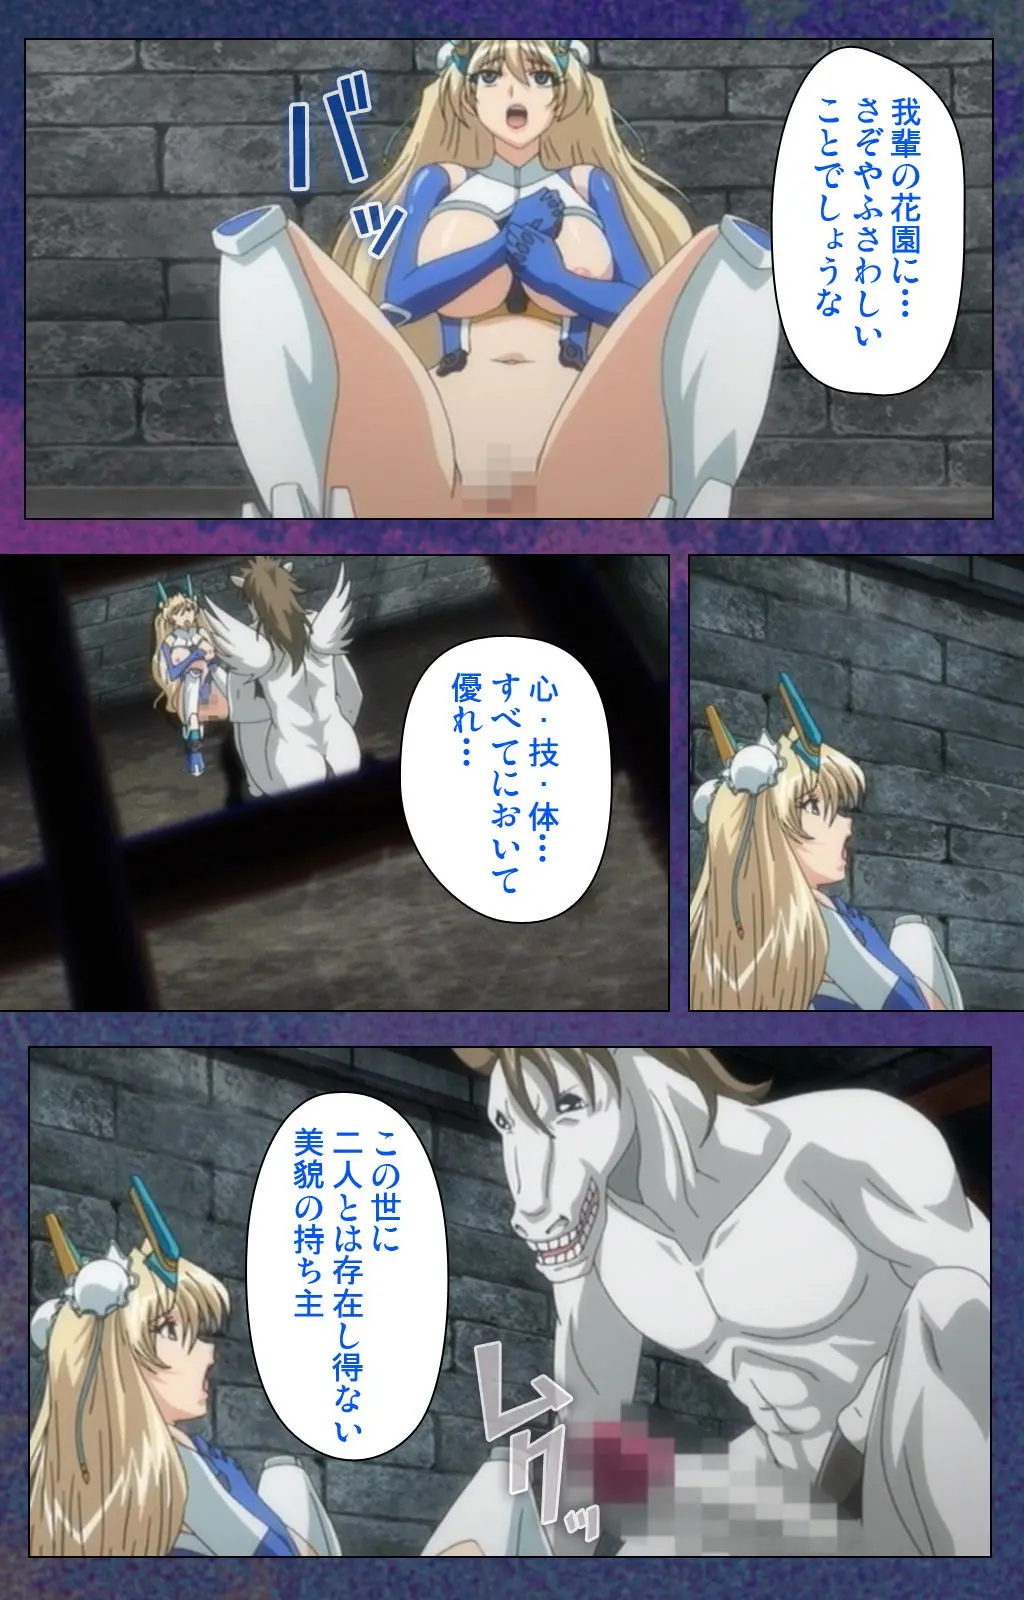 我輩の花園に…
さぞやふさわしい
ことでしょうな
バッ
心・技・体…
すべてにおいて
優れ…
この世に
二人とは存在し得ない
美貌の持ち主
ムクッ